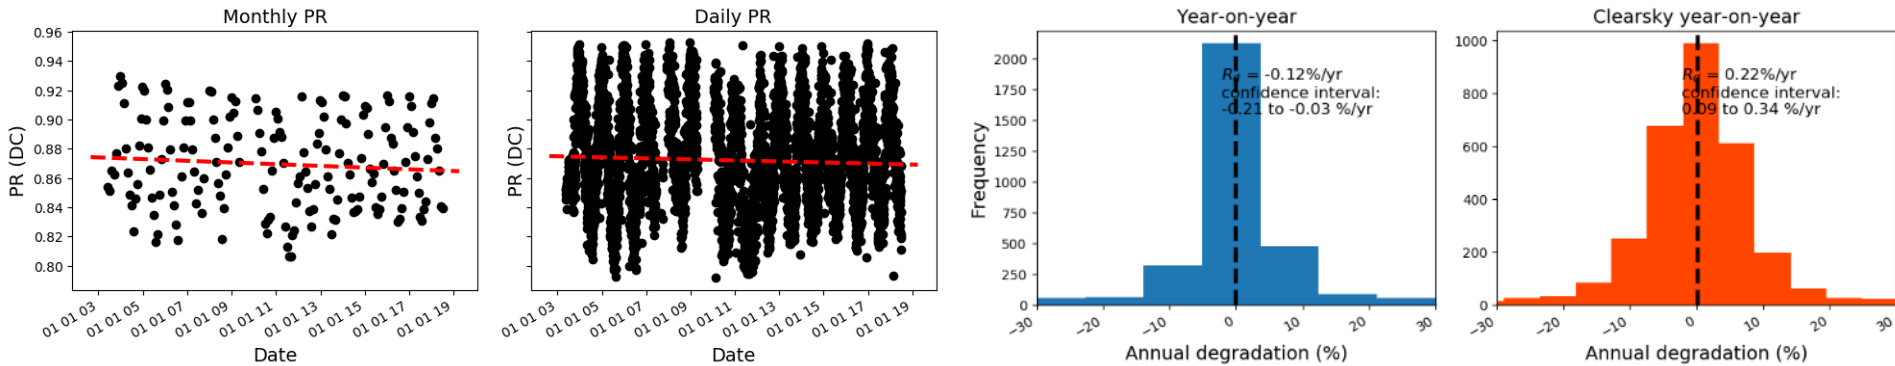 Monthly PR
PR (DC)
0.96
0.94
0.92
0.90
0.88
0.86
0.84
0.82
0.80
01 01 03
01 01 05
01 01 07
01 01 09
01 01 11
01 01 13
01 01 15
01 01 17
01 01 19
Date
Daily PR
PR (DC)
01 01 03
01 01 05
01 01 07
01 01 09
01 01 11
01 01 13
01 01 15
01 01 17
01 01 19
Date
Year-on-year
Frequency
2000
1750
1500
1250
1000
750
500
250
0
R_d = -0.12%/yr
confidence interval:
-0.21 to -0.03 %/yr
−30
−20
−10
0
10
20
30
Annual degradation (%)
Clearsky year-on-year
1000
800
600
400
200
0
R_d = 0.22%/yr
confidence interval:
0.09 to 0.34 %/yr
−30
−20
−10
0
10
20
30
Annual degradation (%)